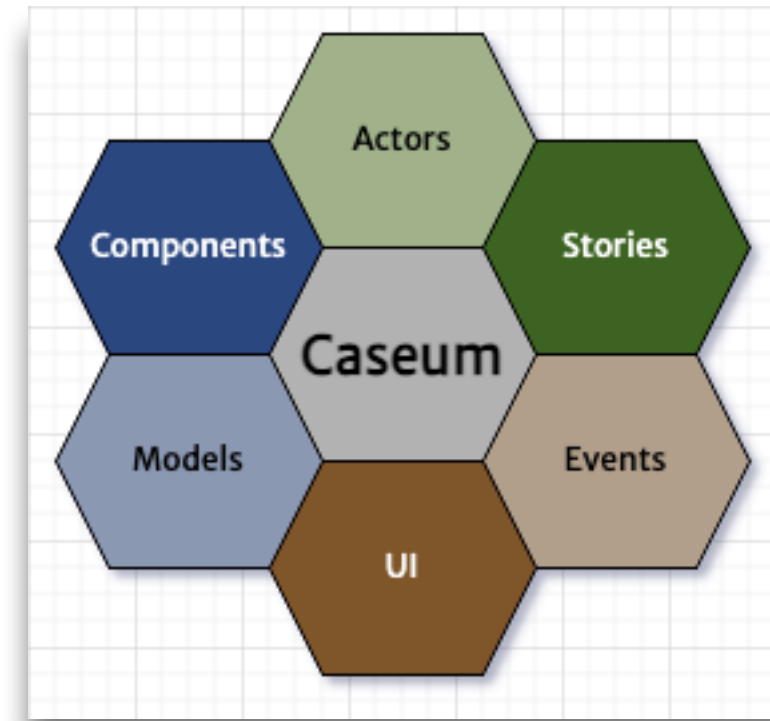 Actors
Components
Stories
Caseum
Models
Events
UI